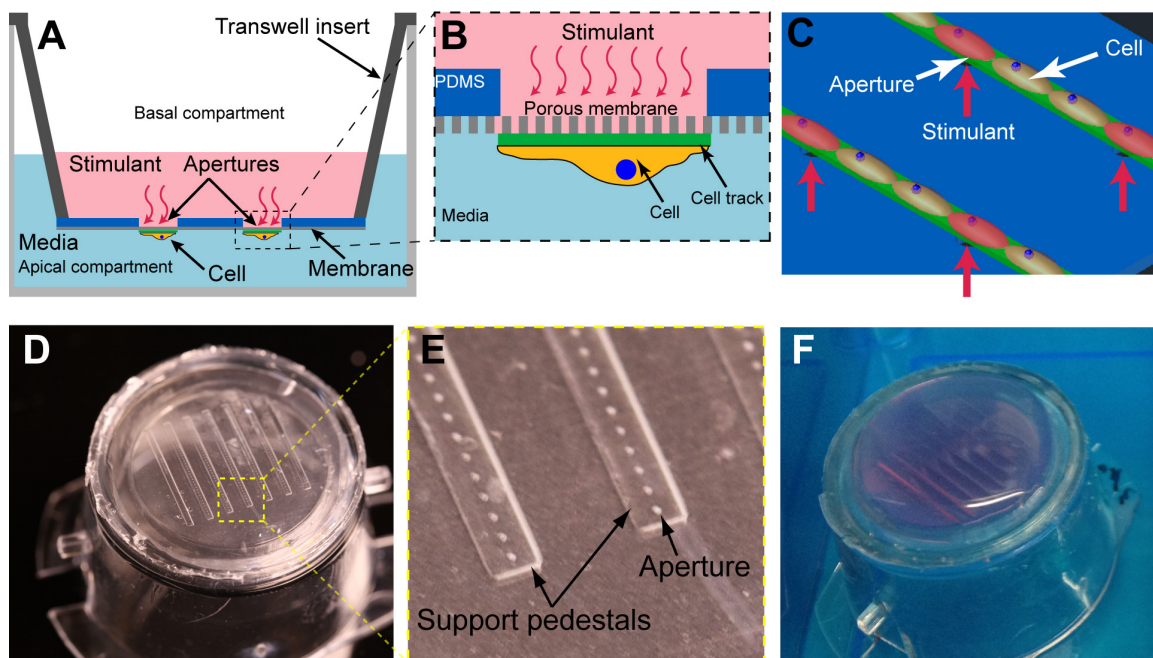 A
Transwell insert
Basal compartment
Stimulant
Apertures
Media
Apical compartment
Cell
Membrane
B
Stimulant
PDMS
Porous membrane
Cell
Cell track
Media
C
Cell
Aperture
Stimulant
D
E
Aperture
Support pedestals
F